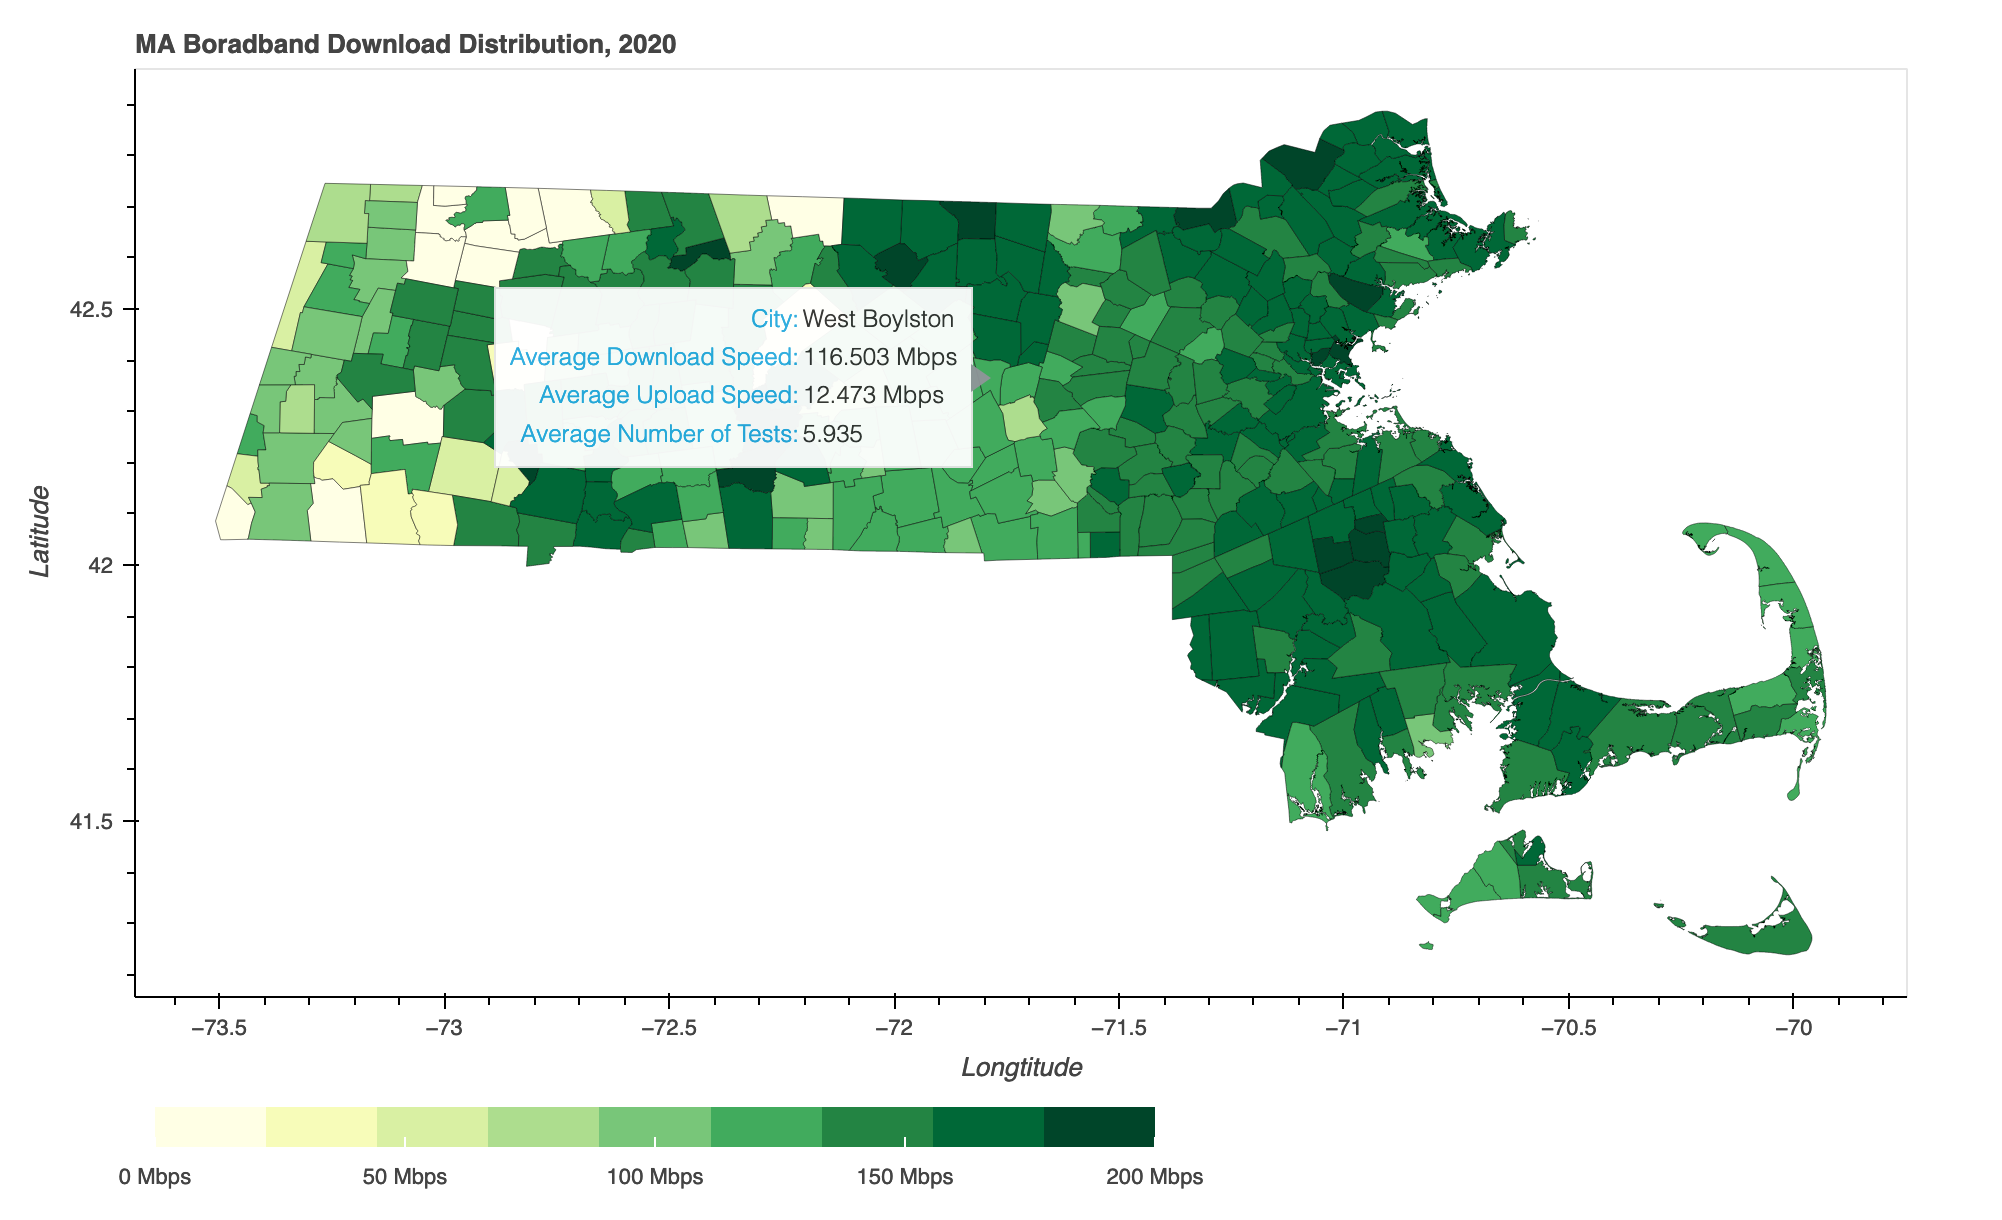 MA Boradband Download Distribution, 2020
City: West Boylston
Average Download Speed: 116.503 Mbps
Average Upload Speed: 12.473 Mbps
Average Number of Tests: 5.935
42.5
42
41.5
Latitude
−73.5 −73 −72.5 −72 −71.5 −71 −70.5 −70
Longtitude
0 Mbps 50 Mbps 100 Mbps 150 Mbps 200 Mbps